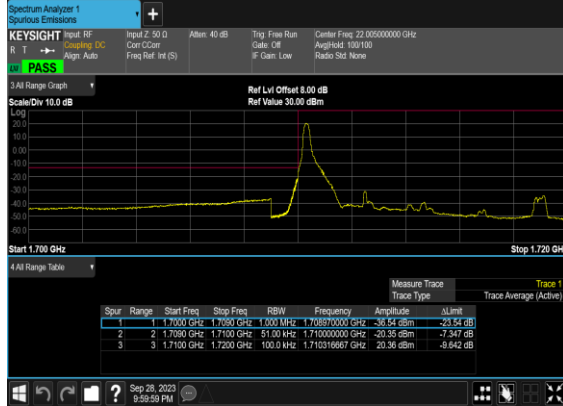 Spectrum Analyzer 1
Spurious Emissions
+
KEYSIGHT Input: RF Input Z: 50 Ω Atten: 40 dB Trig: Free Run Center Freq: 22.005000000 GHz
R T Coupling: DC Corr CCorr Gate: Off Avg|Hold: 100/100
Align: Auto Freq Ref: Int (S) IF Gain: Low Radio Std: None
PASS
3 All Range Graph
Ref Lvl Offset 8.00 dB
Scale/Div 10.0 dB Ref Value 30.00 dBm
Log
20.0
10.0
0.00
-10.0
-20.0
-30.0
-40.0
-50.0
-60.0
Start 1.700 GHz Stop 1.720 GH
4 All Range Table
Measure Trace Trace 1
Trace Type Trace Average (Active)
Spur Range Start Freq Stop Freq RBW Frequency Amplitude ΔLimit
1 1 1.7000 GHz 1.7090 GHz 1.000 MHz 1.708970000 GHz -36.54 dBm -23.54 dB
2 2 1.7090 GHz 1.7100 GHz 51.00 kHz 1.710000000 GHz -20.35 dBm -7.347 dB
3 3 1.7100 GHz 1.7200 GHz 100.0 kHz 1.710316667 GHz 20.36 dBm -9.642 dB
? Sep 28, 2023
9:59:59 PM